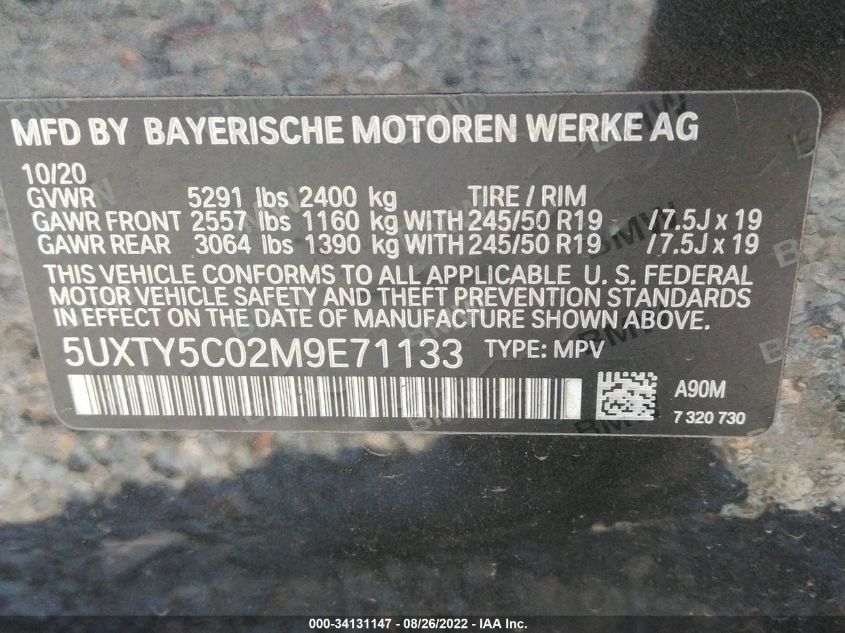 MFD BY BAYERISCHE MOTOREN WERKE AG
10/20
GVWR 5291 lbs 2400 kg TIRE / RIM
GAWR FRONT 2557 lbs 1160 kg WITH 245/50 R19 /7.5J x 19
GAWR REAR 3064 lbs 1390 kg WITH 245/50 R19 /7.5J x 19
THIS VEHICLE CONFORMS TO ALL APPLICABLE U. S. FEDERAL
MOTOR VEHICLE SAFETY AND THEFT PREVENTION STANDARDS
IN EFFECT ON THE DATE OF MANUFACTURE SHOWN ABOVE.
5UXTY5C02M9E71133 TYPE: MPV
A90M
7 320 730
000-34131147 - 08/26/2022 - IAA Inc.